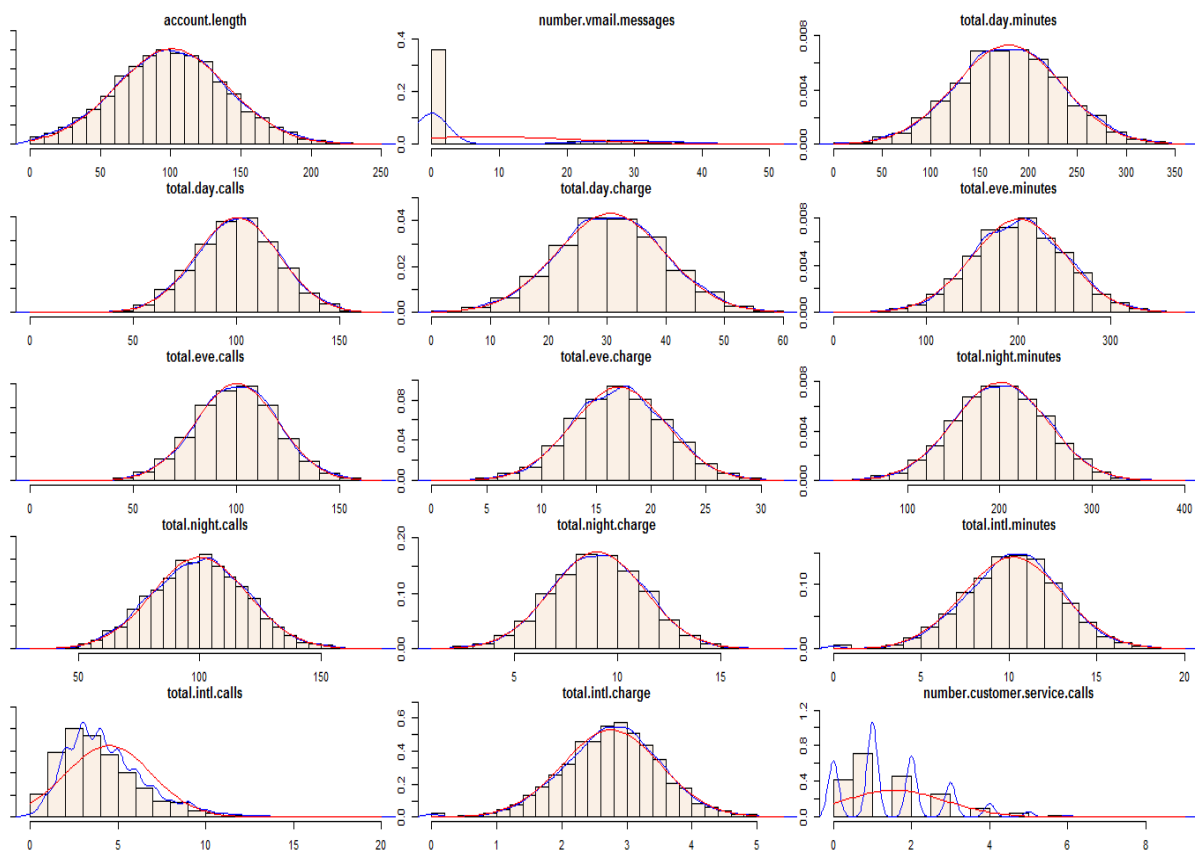 account.length
number.vmail.messages
total.day.minutes
0.0 0.2 0.4
0.000 0.004 0.008
0 50 100 150 200 250
0 10 20 30 40 50
0 50 100 150 200 250 300 350
total.day.calls
total.day.charge
total.eve.minutes
0.00 0.02 0.04
0.000 0.004 0.008
0 50 100 150
0 10 20 30 40 50 60
0 100 200 300
total.eve.calls
total.eve.charge
total.night.minutes
0.00 0.04 0.08
0.000 0.004 0.008
0 50 100 150
0 5 10 15 20 25 30
100 200 300 400
total.night.calls
total.night.charge
total.intl.minutes
0.00 0.10 0.20
0.00 0.10
50 100 150
5 10 15
0 5 10 15 20
total.intl.calls
total.intl.charge
number.customer.service.calls
0.0 0.2 0.4 0.6
0.0 0.4 0.8 1.2
0 5 10 15 20
0 1 2 3 4 5
0 2 4 6 8